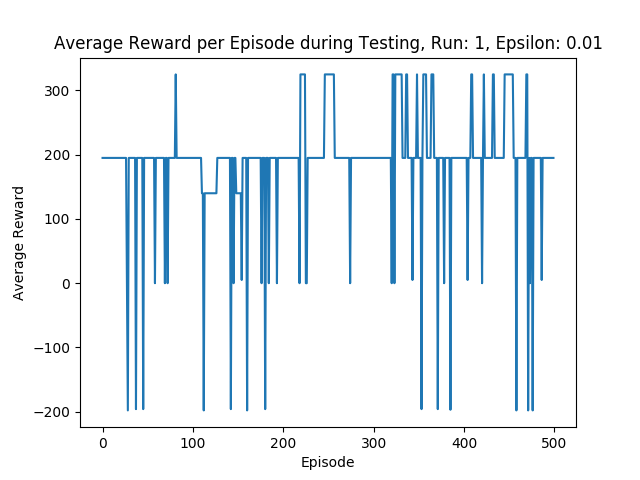 Average Reward per Episode during Testing, Run: 1, Epsilon: 0.01
300
200
100
0
−100
−200
Average Reward
0 100 200 300 400 500
Episode